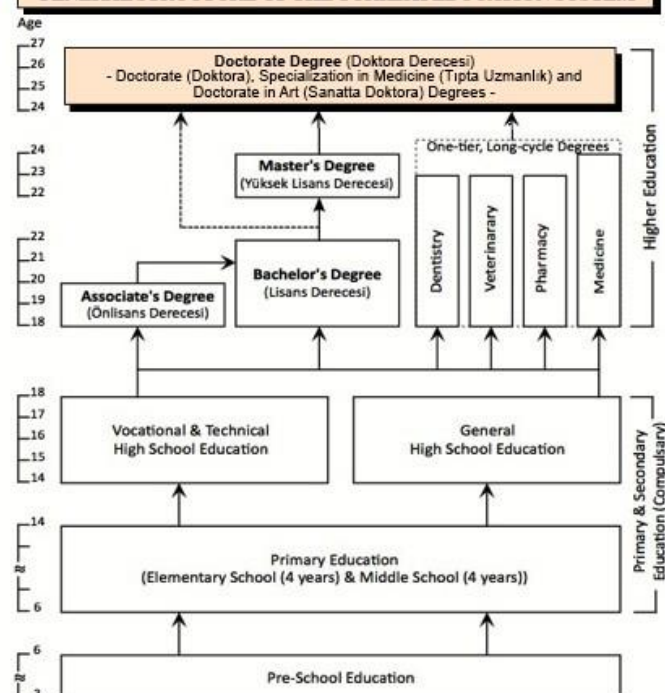 Age
27
26
25
24
Doctorate Degree (Doktora Derecesi)
- Doctorate (Doktora), Specialization in Medicine (Tıpta Uzmanlık) and
Doctorate in Art (Sanatta Doktora) Degrees -
24
23
22
Master's Degree
(Yüksek Lisans Derecesi)
One-tier, Long-cycle Degrees
22
21
20
19
18
Associate's Degree
(Önlisans Derecesi)
Bachelor's Degree
(Lisans Derecesi)
Dentistry
Veterinarary
Pharmacy
Medicine
Higher Education
18
17
16
15
14
Vocational & Technical
High School Education
General
High School Education
14
6
Primary Education
(Elementary School (4 years) & Middle School (4 years))
Primary & Secondary
Education (Compulsary)
6
Pre-School Education